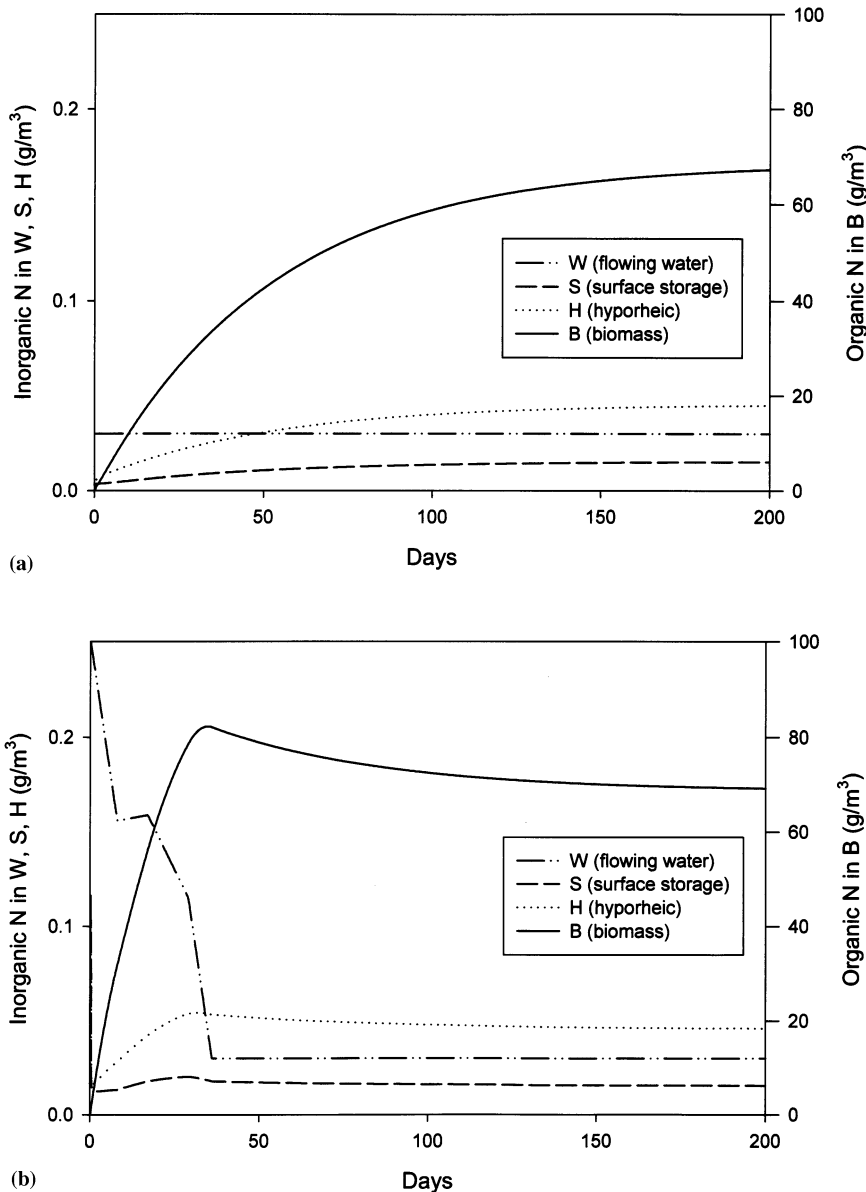 100
80
60
40
20
0
0.2
0.1
0.0
Inorganic N in W, S, H (g/m³)
Organic N in B (g/m³)
W (flowing water)
S (surface storage)
H (hyporheic)
B (biomass)
0 50 100 150 200
Days
(a)
100
80
60
40
20
0
0.2
0.1
0.0
Inorganic N in W, S, H (g/m³)
Organic N in B (g/m³)
W (flowing water)
S (surface storage)
H (hyporheic)
B (biomass)
0 50 100 150 200
Days
(b)